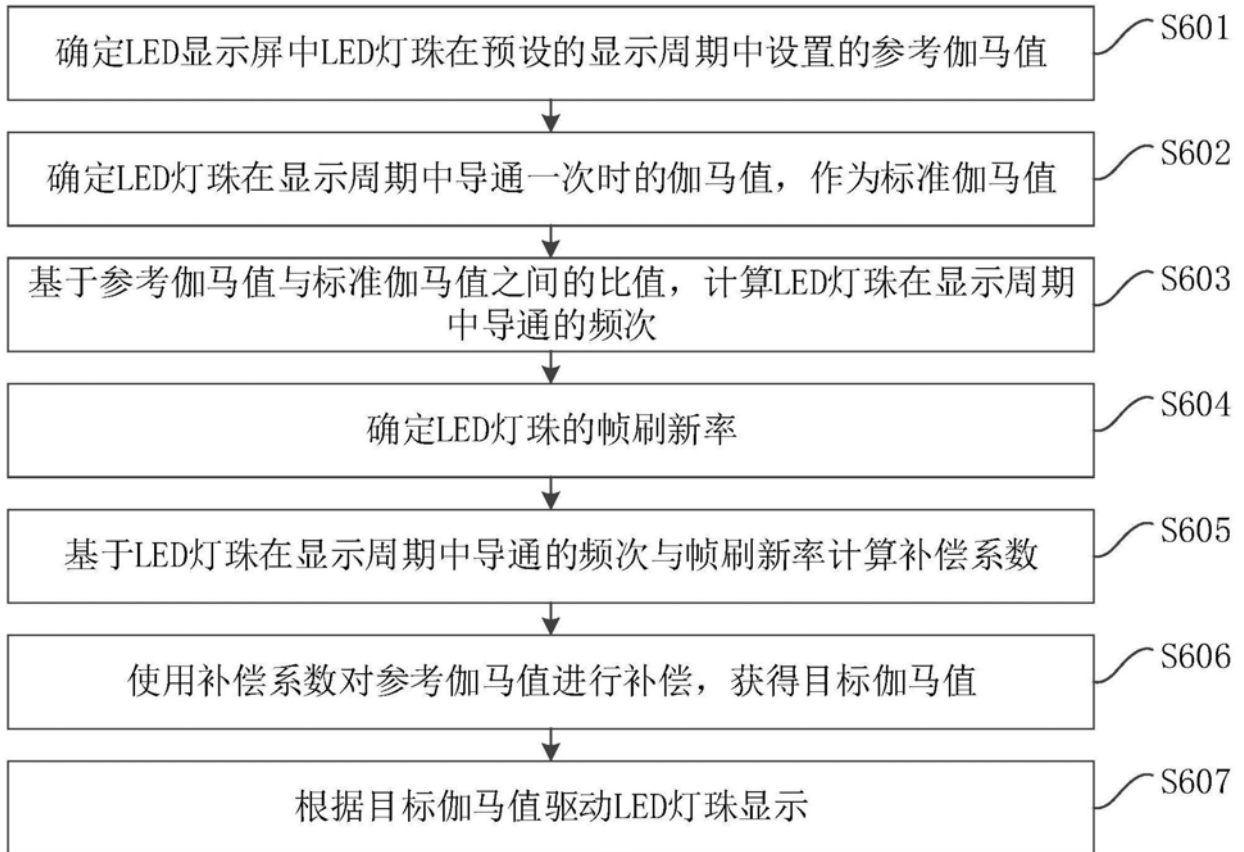 确定LED显示屏中LED灯珠在预设的显示周期中设置的参考伽马值
S601
确定LED灯珠在显示周期中导通一次时的伽马值，作为标准伽马值
S602
基于参考伽马值与标准伽马值之间的比值，计算LED灯珠在显示周期
中导通的频次
S603
确定LED灯珠的帧刷新率
S604
基于LED灯珠在显示周期中导通的频次与帧刷新率计算补偿系数
S605
使用补偿系数对参考伽马值进行补偿，获得目标伽马值
S606
根据目标伽马值驱动LED灯珠显示
S607